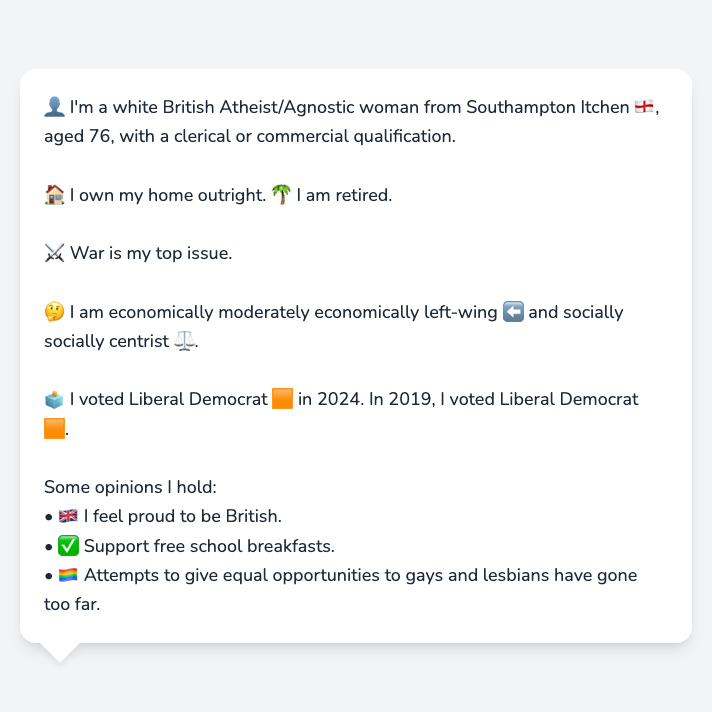 👤 I'm a white British Atheist/Agnostic woman from Southampton Itchen 🏴󠁧󠁢󠁥󠁮󠁧󠁿,
aged 76, with a clerical or commercial qualification.
🏠 I own my home outright. 🌴 I am retired.
⚔️ War is my top issue.
🤔 I am economically moderately economically left-wing ⬅️ and socially
socially centrist ⚖️.
🗳️ I voted Liberal Democrat 🟧 in 2024. In 2019, I voted Liberal Democrat
🟧.
Some opinions I hold:
• 🇬🇧 I feel proud to be British.
• ✅ Support free school breakfasts.
• 🏳️‍🌈 Attempts to give equal opportunities to gays and lesbians have gone
too far.